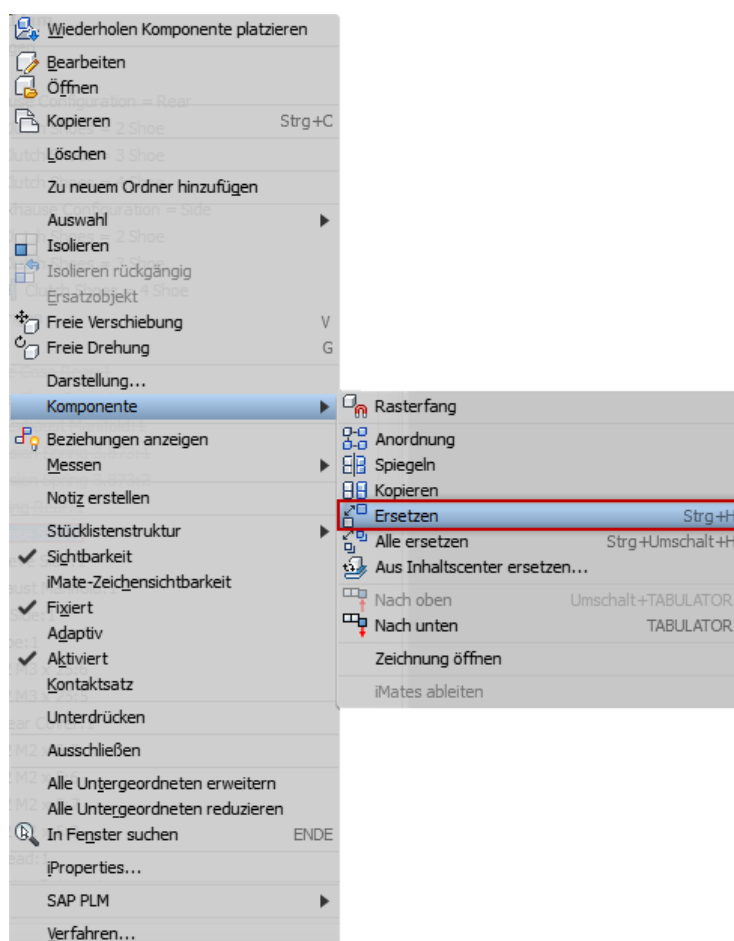 Wiederholen Komponente platzieren
Bearbeiten
Öffnen
Kopieren Strg+C
Löschen
Zu neuem Ordner hinzufügen
Auswahl
Isolieren
Isolieren rückgängig
Ersatzobjekt
Freie Verschiebung V
Freie Drehung G
Darstellung...
Komponente
Beziehungen anzeigen
Messen
Notiz erstellen
Stücklistenstruktur
Sichtbarkeit
iMate-Zeichensichtbarkeit
Fixiert
Adaptiv
Aktiviert
Kontaktsatz
Unterdrücken
Ausschließen
Alle Untergeordneten erweitern
Alle Untergeordneten reduzieren
In Fenster suchen ENDE
iProperties...
SAP PLM
Verfahren...
Rasterfang
Anordnung
Spiegeln
Kopieren
Ersetzen Strg+H
Alle ersetzen Strg+Umschalt+H
Aus Inhaltscenter ersetzen...
Nach oben Umschalt+TABULATOR
Nach unten TABULATOR
Zeichnung öffnen
iMates ableiten